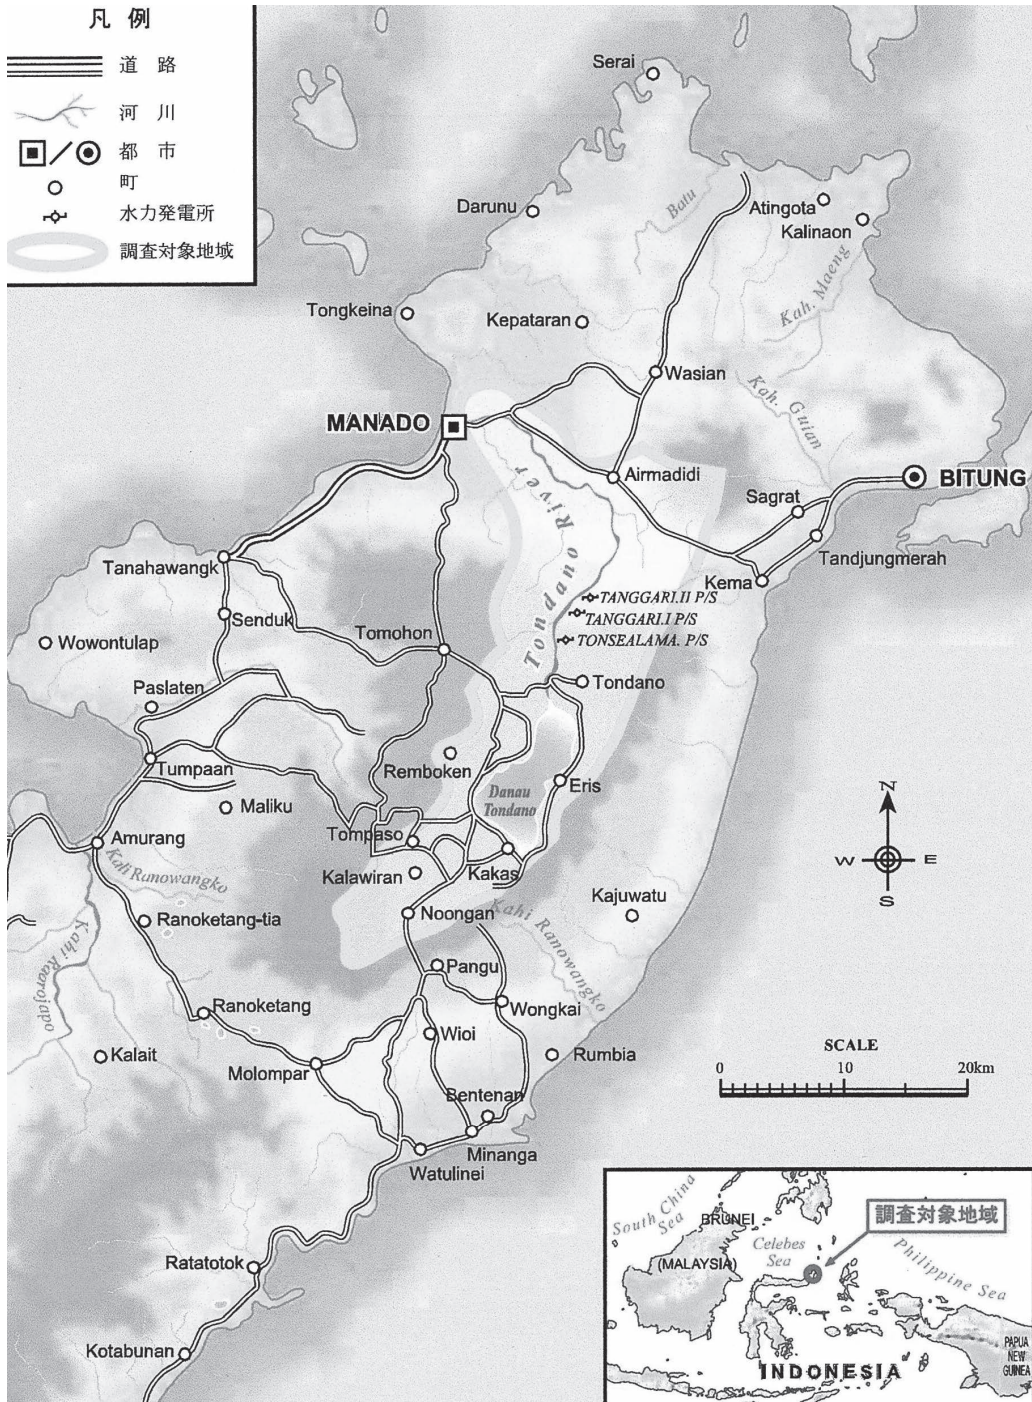 凡 例
道 路
河 川
都 市
町
水力発電所
調査対象地域
Serai
Darunu
Batu
Atingota
Kalinaon
Kah. Maeng
Tongkeina
Kepataran
Wasian
Kah. Guian
MANADO
Airmadidi
BITUNG
Sagrat
Tondano River
Tanahawangk
Tandjungmerah
Kema
TANGGARI.II P/S
TANGGARI.I P/S
TONSEALAMA. P/S
Senduk
Wowontulap
Tomohon
Tondano
Paslaten
Tumpaan
Remboken
Eris
Danau
Tondano
Maliku
Amurang
Tompaso
Kali Ranowangko
Kalawiran
Kakas
Kajuwatu
Ranoketang-tia
Noongan
Kahi Ranowangko
Kahi Raorojapo
Pangu
Wongkai
Ranoketang
Wioi
Kalait
Molompar
Rumbia
Bentenan
Minanga
Watulinei
Ratatotok
Kotabunan
N
W E
S
SCALE
0 10 20km
South China
Sea
BRUNEI
(MALAYSIA)
Celebes
Sea
調査対象地域
Philippine Sea
PAPUA
NEW
GUINEA
INDONESIA